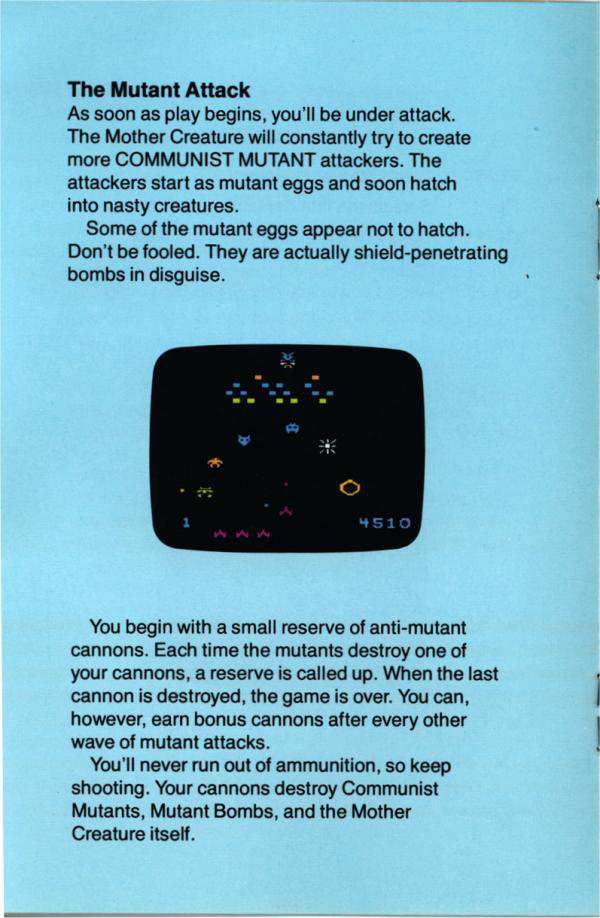 The Mutant Attack
As soon as play begins, you'll be under attack.
The Mother Creature will constantly try to create
more COMMUNIST MUTANT attackers. The
attackers start as mutant eggs and soon hatch
into nasty creatures.
Some of the mutant eggs appear not to hatch.
Don't be fooled. They are actually shield-penetrating
bombs in disguise.
1 4510
You begin with a small reserve of anti-mutant
cannons. Each time the mutants destroy one of
your cannons, a reserve is called up. When the last
cannon is destroyed, the game is over. You can,
however, earn bonus cannons after every other
wave of mutant attacks.
You'll never run out of ammunition, so keep
shooting. Your cannons destroy Communist
Mutants, Mutant Bombs, and the Mother
Creature itself.